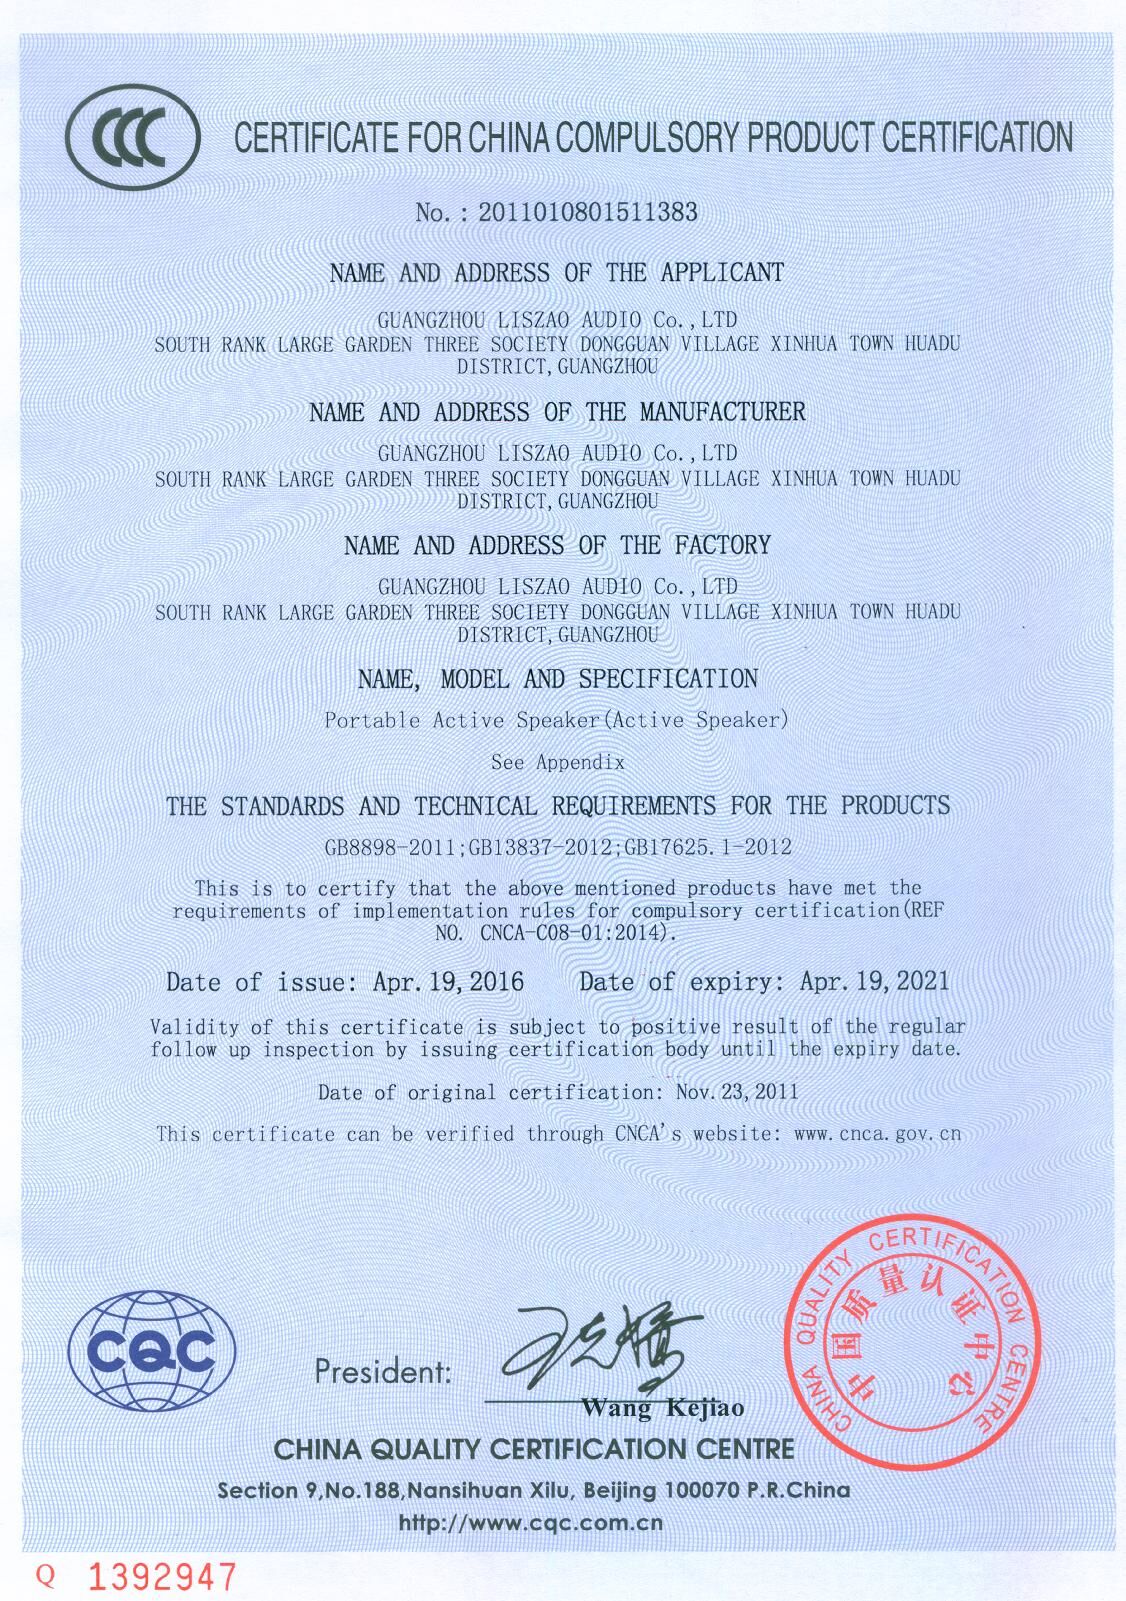 CCC CERTIFICATE FOR CHINA COMPULSORY PRODUCT CERTIFICATION
No.: 2011010801511383
NAME AND ADDRESS OF THE APPLICANT
GUANGZHOU LISZAO AUDIO Co.,LTD
SOUTH RANK LARGE GARDEN THREE SOCIETY DONGGUAN VILLAGE XINHUA TOWN HUADU
DISTRICT,GUANGZHOU
NAME AND ADDRESS OF THE MANUFACTURER
GUANGZHOU LISZAO AUDIO Co.,LTD
SOUTH RANK LARGE GARDEN THREE SOCIETY DONGGUAN VILLAGE XINHUA TOWN HUADU
DISTRICT,GUANGZHOU
NAME AND ADDRESS OF THE FACTORY
GUANGZHOU LISZAO AUDIO Co.,LTD
SOUTH RANK LARGE GARDEN THREE SOCIETY DONGGUAN VILLAGE XINHUA TOWN HUADU
DISTRICT,GUANGZHOU
NAME, MODEL AND SPECIFICATION
Portable Active Speaker(Active Speaker)
See Appendix
THE STANDARDS AND TECHNICAL REQUIREMENTS FOR THE PRODUCTS
GB8898-2011;GB13837-2012;GB17625.1-2012
This is to certify that the above mentioned products have met the
requirements of implementation rules for compulsory certification(REF
NO. CNCA-C08-01:2014).
Date of issue: Apr.19,2016 Date of expiry: Apr.19,2021
Validity of this certificate is subject to positive result of the regular
follow up inspection by issuing certification body until the expiry date.
Date of original certification: Nov.23,2011
This certificate can be verified through CNCA's website: www.cnca.gov.cn
CHINA QUALITY CERTIFICATION CENTRE
中国质量认证中心
CQC
President: 王克娇
Wang Kejiao
CHINA QUALITY CERTIFICATION CENTRE
Section 9,No.188,Nansihuan Xilu, Beijing 100070 P.R.China
http://www.cqc.com.cn
Q 1392947